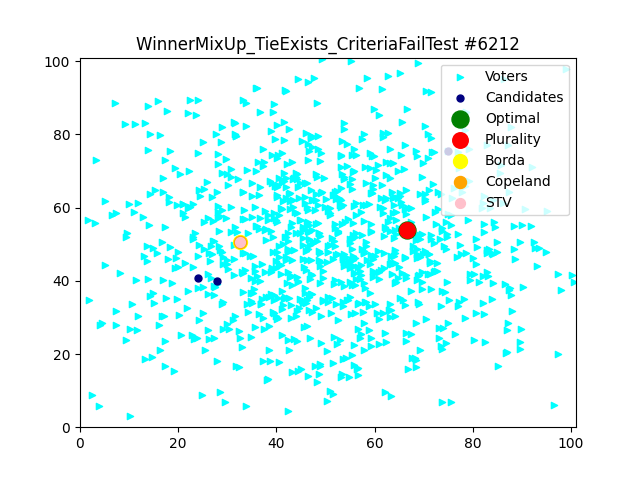 WinnerMixUp_TieExists_CriteriaFailTest #6212
100
80
60
40
20
0
0 20 40 60 80 100
Voters
Candidates
Optimal
Plurality
Borda
Copeland
STV